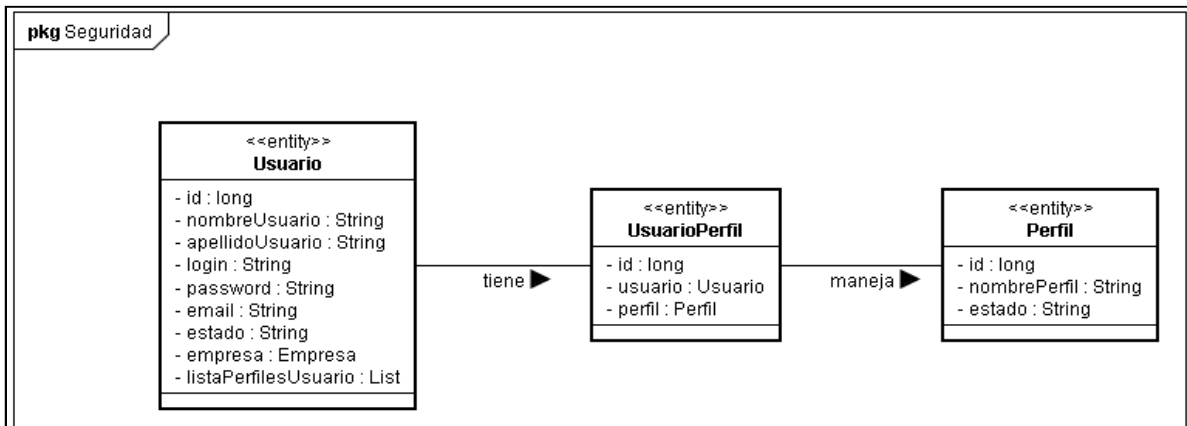 pkg Seguridad
<<entity>>
Usuario
- id : long
- nombreUsuario : String
- apellidoUsuario : String
- login : String
- password : String
- email : String
- estado : String
- empresa : Empresa
- listaPerfilesUsuario : List
tiene
<<entity>>
UsuarioPerfil
- id : long
- usuario : Usuario
- perfil : Perfil
maneja
<<entity>>
Perfil
- id : long
- nombrePerfil : String
- estado : String